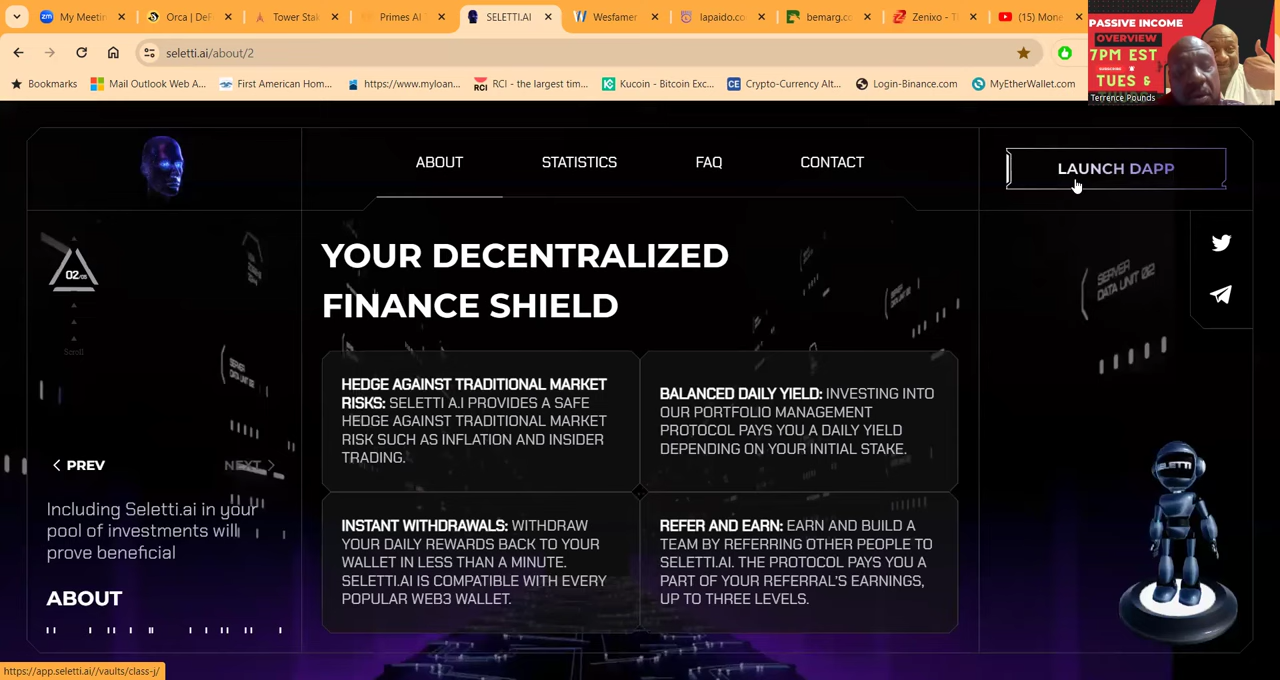 My Meetin
Orca | DeF
Tower Stak
Primes AI
SELETTI.AI
Wesfamer
lapaido.co
bemarg.c
Zenixo - T
(15) Mone
seletti.ai/about/2
Bookmarks
Mail Outlook Web A...
First American Hom...
https://www.myloan...
RCI - the largest tim...
Kucoin - Bitcoin Exc...
Crypto-Currency Alt...
Login-Binance.com
MyEtherWallet.com
PASSIVE INCOME
OVERVIEW
7PM EST
TUES &
Terrence Pounds
ABOUT
STATISTICS
FAQ
CONTACT
LAUNCH DAPP
02
Scroll
SERVER
DATA UNIT 02
YOUR DECENTRALIZED
FINANCE SHIELD
HEDGE AGAINST TRADITIONAL MARKET
RISKS: SELETTI A.I PROVIDES A SAFE
HEDGE AGAINST TRADITIONAL MARKET
RISK SUCH AS INFLATION AND INSIDER
TRADING.
BALANCED DAILY YIELD: INVESTING INTO
OUR PORTFOLIO MANAGEMENT
PROTOCOL PAYS YOU A DAILY YIELD
DEPENDING ON YOUR INITIAL STAKE.
INSTANT WITHDRAWALS: WITHDRAW
YOUR DAILY REWARDS BACK TO YOUR
WALLET IN LESS THAN A MINUTE.
SELETTI.AI IS COMPATIBLE WITH EVERY
POPULAR WEB3 WALLET.
REFER AND EARN: EARN AND BUILD A
TEAM BY REFERRING OTHER PEOPLE TO
SELETTI.AI. THE PROTOCOL PAYS YOU A
PART OF YOUR REFERRAL'S EARNINGS,
UP TO THREE LEVELS.
PREV
NEXT
Including Seletti.ai in your
pool of investments will
prove beneficial
ABOUT
SELETTI
https://app.seletti.ai//vaults/class-j/